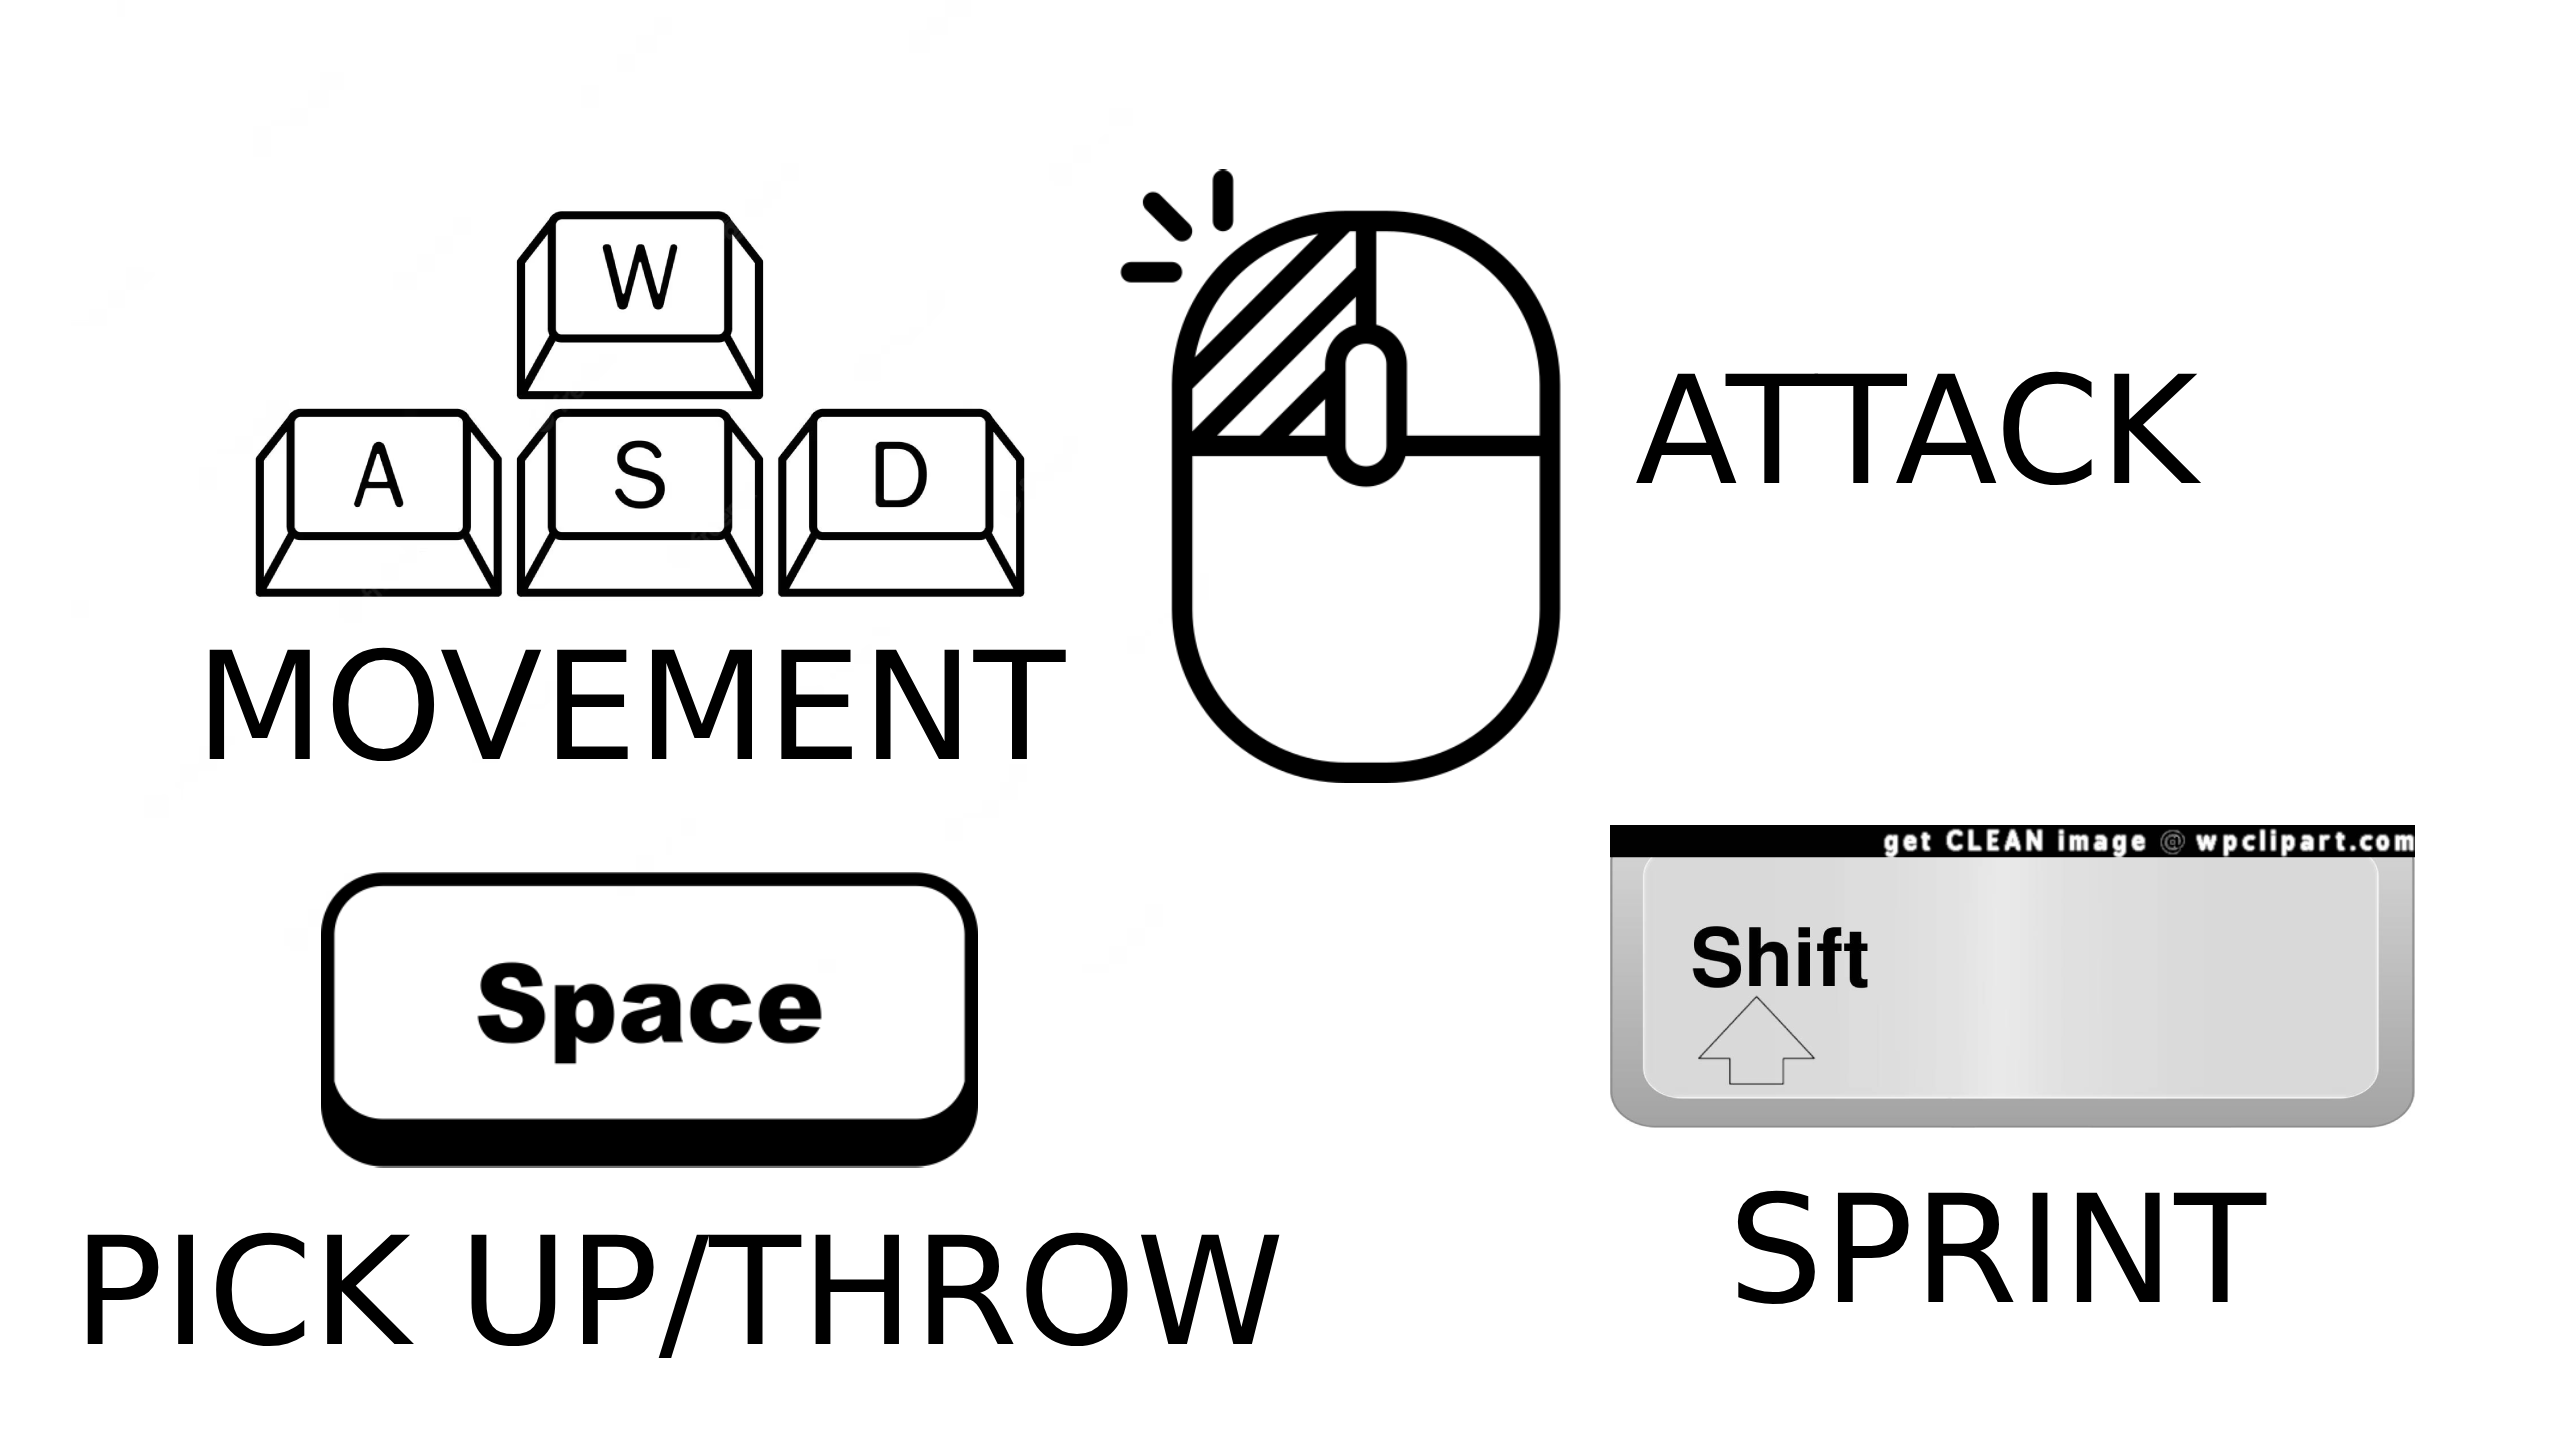 W
A S D
MOVEMENT
ATTACK
Space
PICK UP/THROW
get CLEAN image @ wpclipart.com
Shift
SPRINT